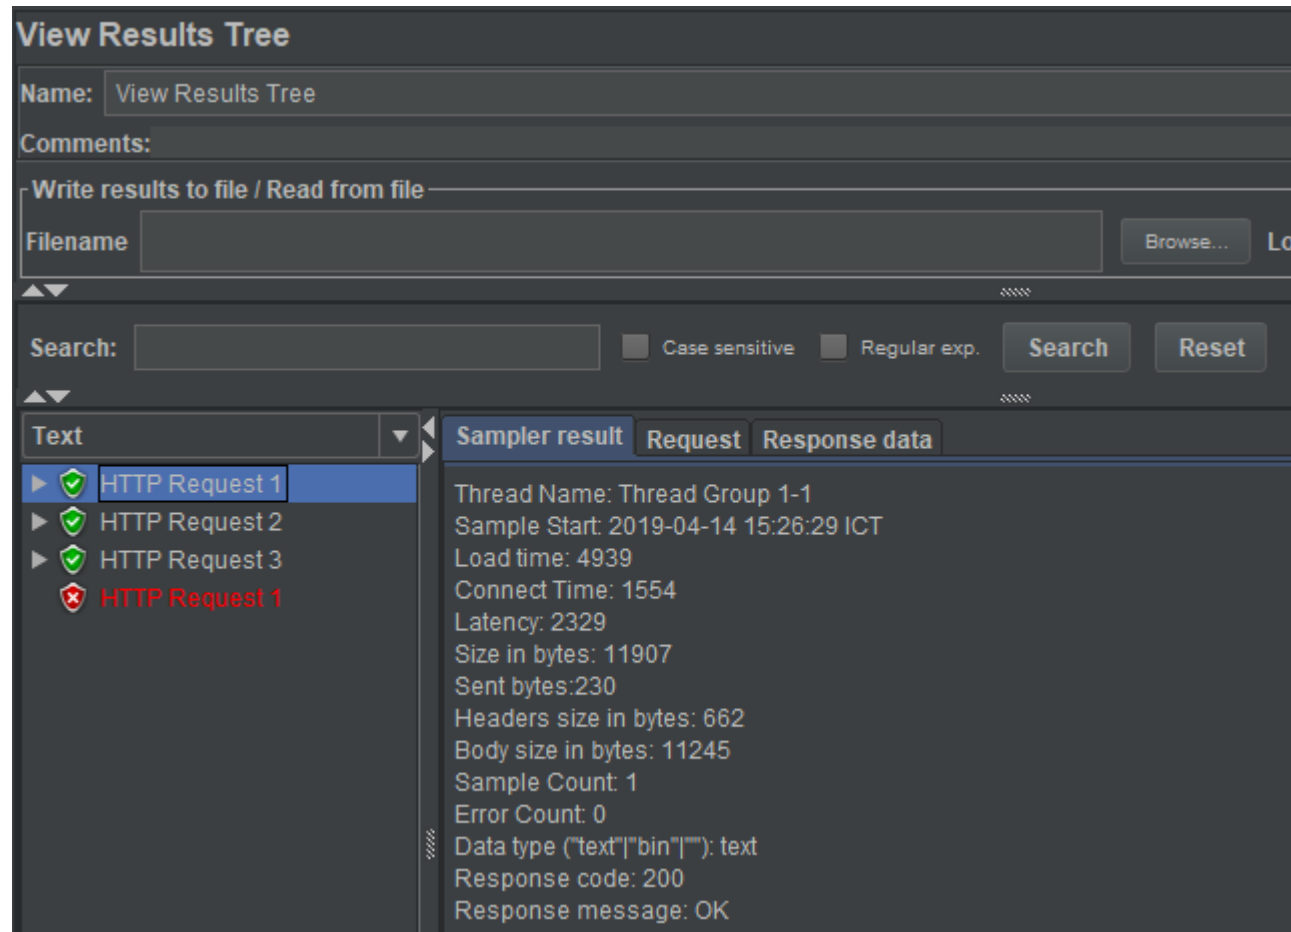 View Results Tree
Name: View Results Tree
Comments:
Write results to file / Read from file
Filename Browse... Lo
Search: Case sensitive Regular exp. Search Reset
Text
HTTP Request 1
HTTP Request 2
HTTP Request 3
HTTP Request 1
Sampler result Request Response data
Thread Name: Thread Group 1-1
Sample Start: 2019-04-14 15:26:29 ICT
Load time: 4939
Connect Time: 1554
Latency: 2329
Size in bytes: 11907
Sent bytes:230
Headers size in bytes: 662
Body size in bytes: 11245
Sample Count: 1
Error Count: 0
Data type ("text"|"bin"|""): text
Response code: 200
Response message: OK